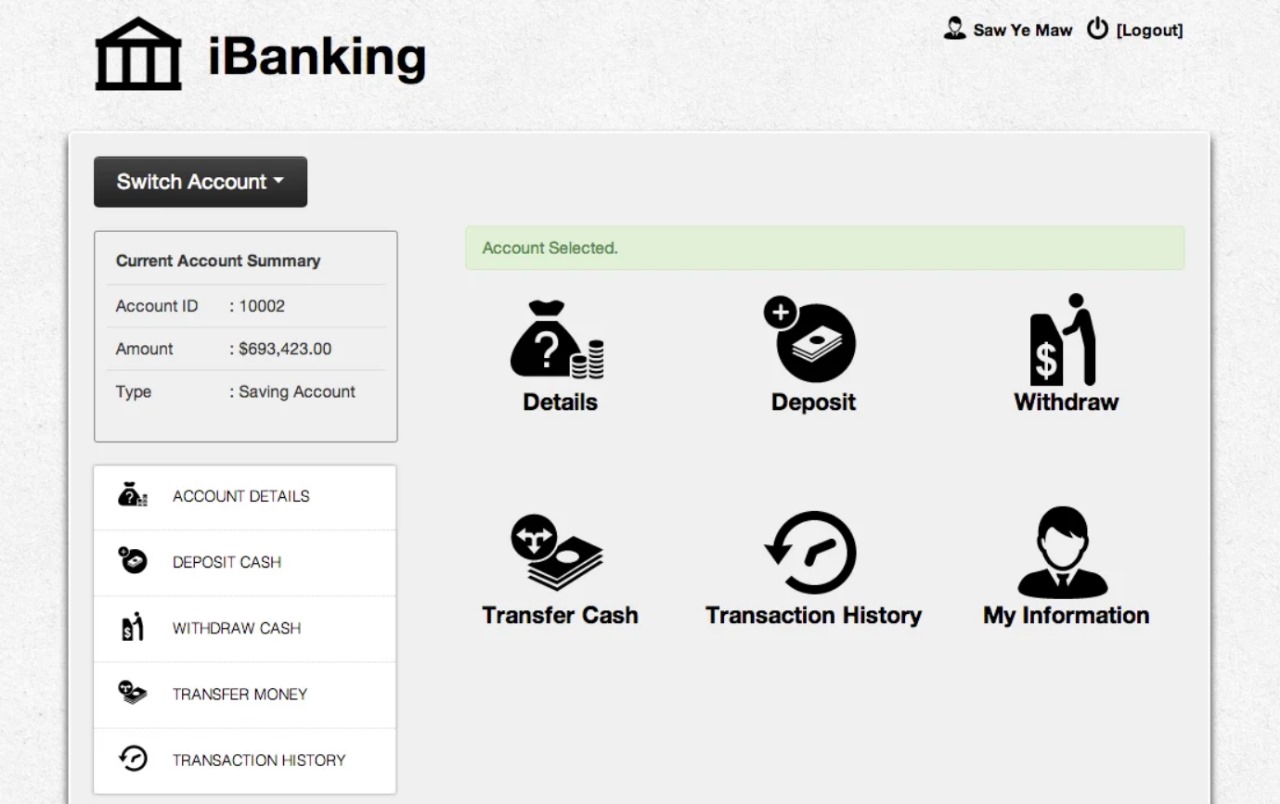 iBanking
Saw Ye Maw [Logout]
Switch Account
Current Account Summary
Account ID : 10002
Amount : $693,423.00
Type : Saving Account
ACCOUNT DETAILS
DEPOSIT CASH
WITHDRAW CASH
TRANSFER MONEY
TRANSACTION HISTORY
Account Selected.
Details Deposit Withdraw
Transfer Cash Transaction History My Information